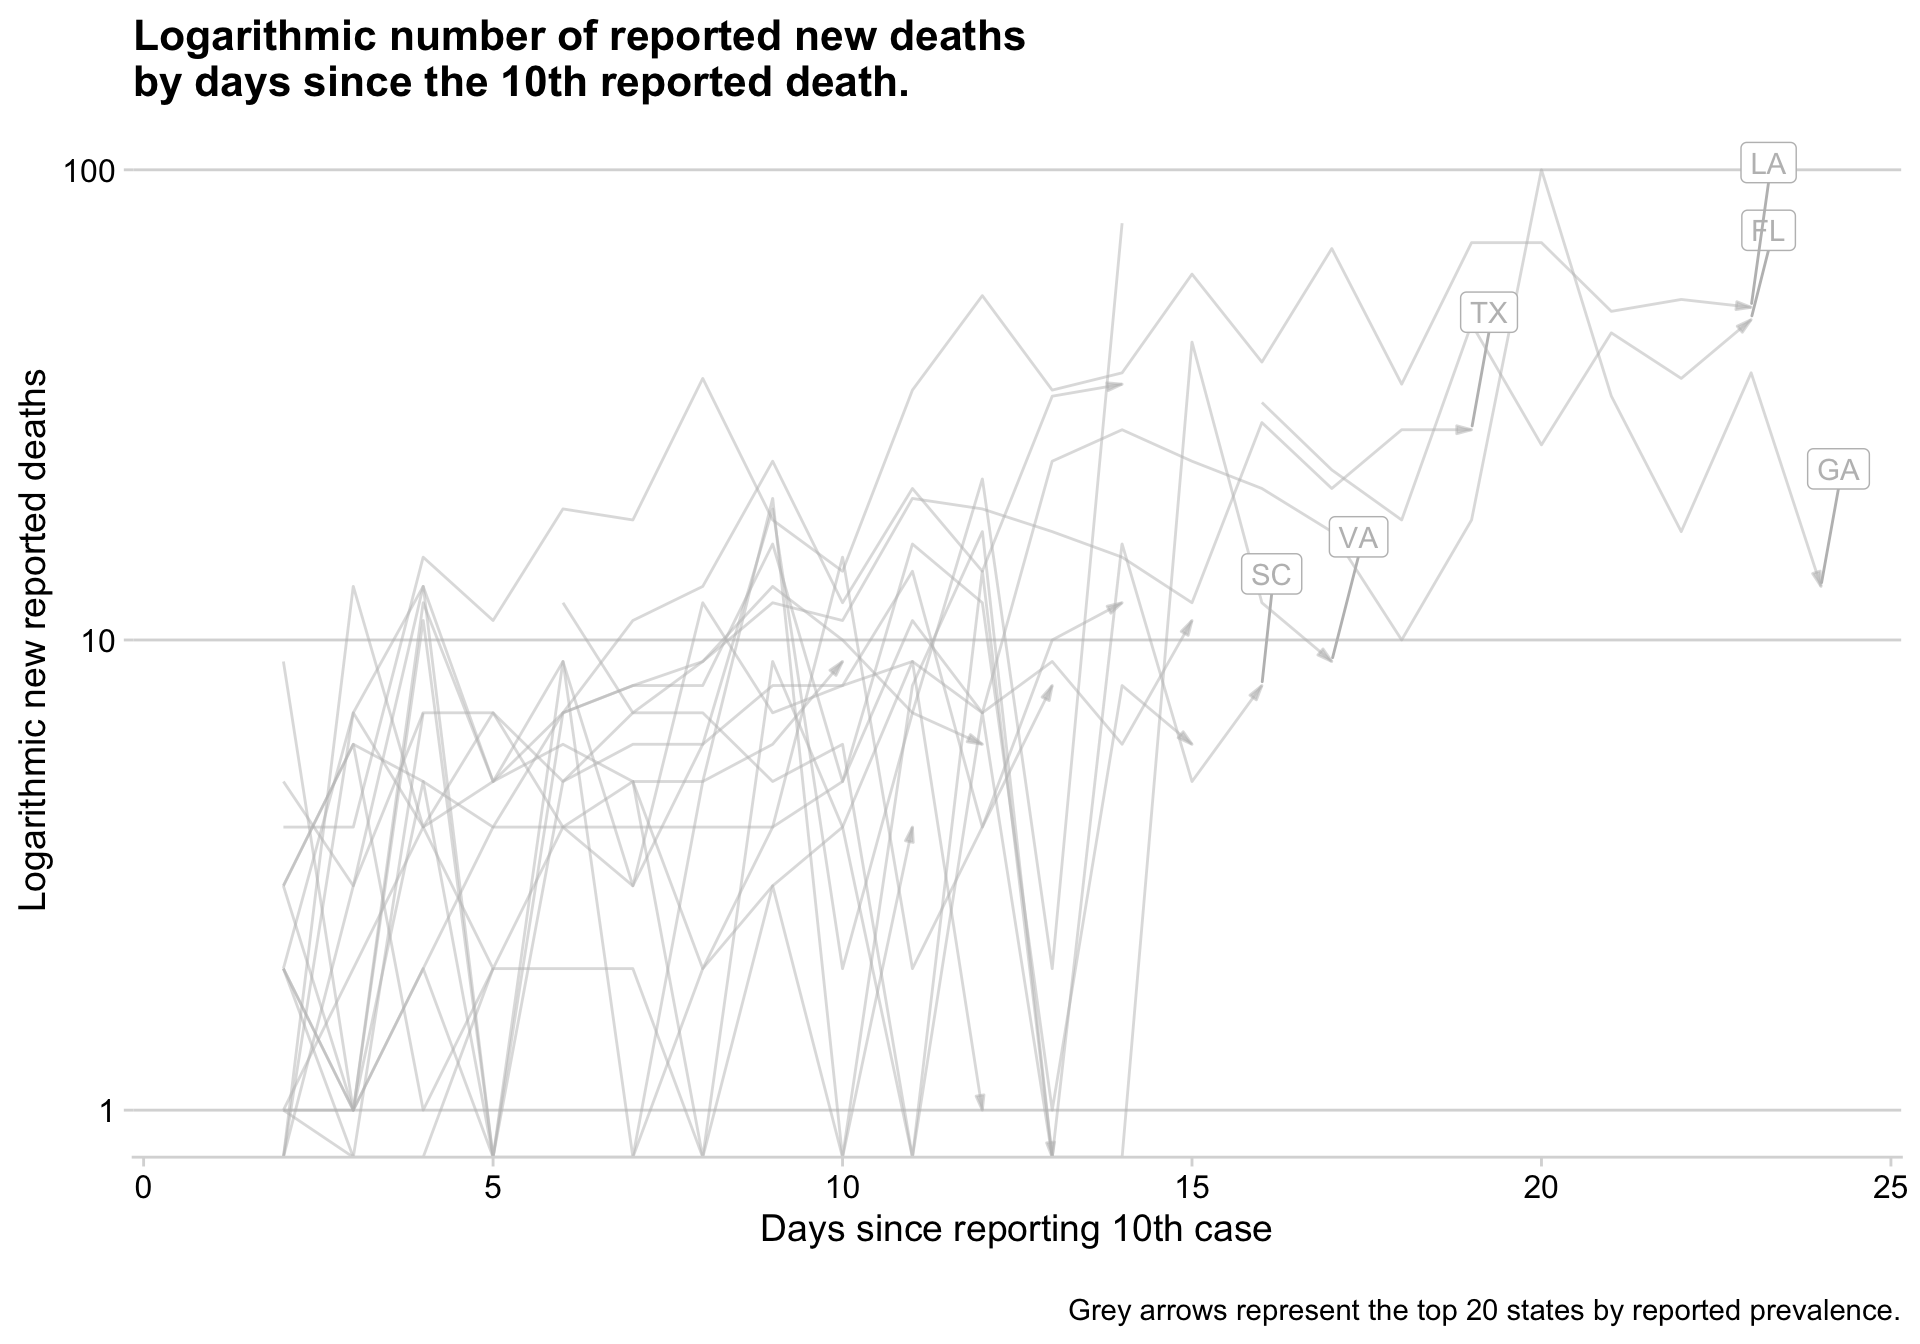 Logarithmic number of reported new deaths
by days since the 10th reported death.
100
10
1
Logarithmic new reported deaths
LA
FL
TX
GA
VA
SC
0
5
10
15
20
25
Days since reporting 10th case
Grey arrows represent the top 20 states by reported prevalence.